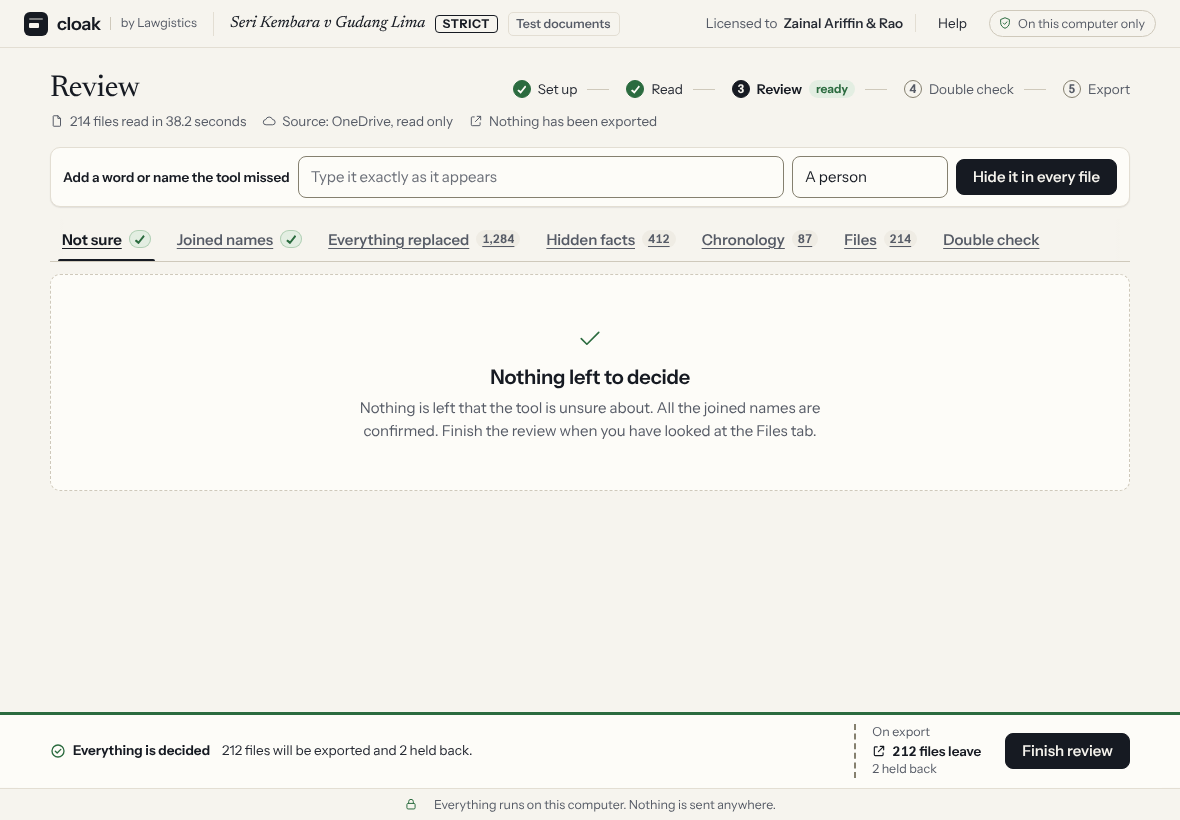 cloak by Lawgistics Seri Kembara v Gudang Lima STRICT Test documents Licensed to Zainal Ariffin & Rao Help On this computer only
Review
Set up Read 3 Review ready 4 Double check 5 Export
214 files read in 38.2 seconds Source: OneDrive, read only Nothing has been exported
Add a word or name the tool missed Type it exactly as it appears A person Hide it in every file
Not sure Joined names Everything replaced 1,284 Hidden facts 412 Chronology 87 Files 214 Double check
Nothing left to decide
Nothing is left that the tool is unsure about. All the joined names are
confirmed. Finish the review when you have looked at the Files tab.
On export
Everything is decided 212 files will be exported and 2 held back. 212 files leave Finish review
2 held back
Everything runs on this computer. Nothing is sent anywhere.